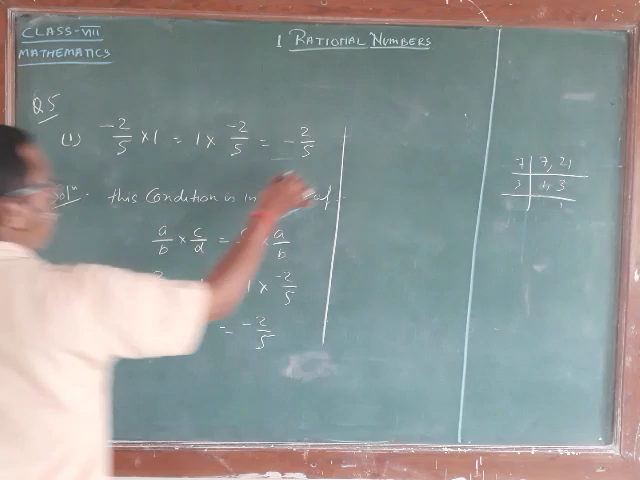 CLASS-VIII
MATHEMATICS
1 RATIONAL NUMBERS
Q5
(1) -2/5 × 1 = 1 × -2/5 = -2/5
Soln. this Condition is in
a/b × c/d = × a/b
1 × -2/5
= -2/5
7 | 7, 21
3 | 1, 3
1